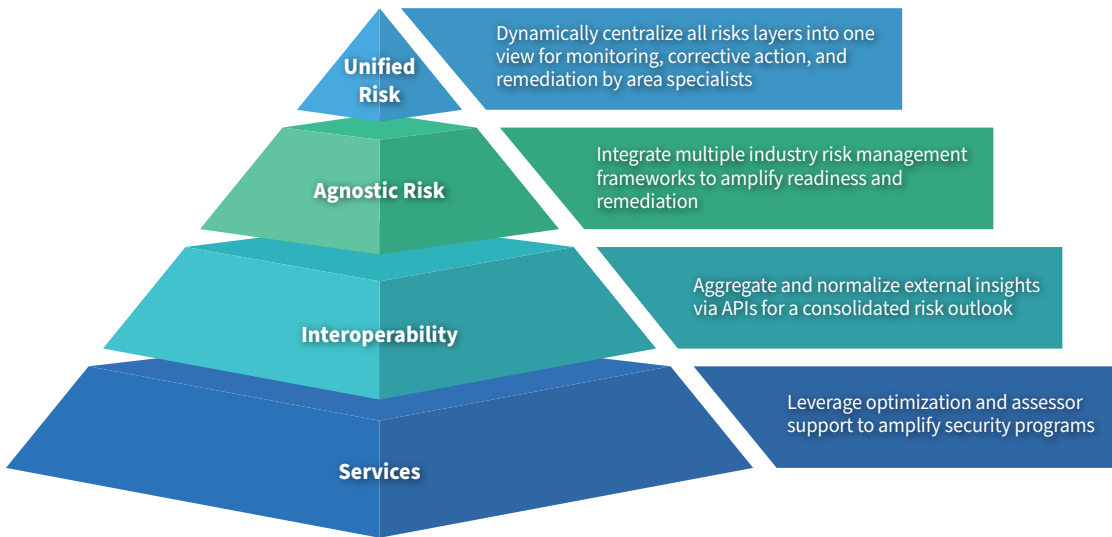 Unified
Risk
Dynamically centralize all risks layers into one
view for monitoring, corrective action, and
remediation by area specialists
Agnostic Risk
Integrate multiple industry risk management
frameworks to amplify readiness and
remediation
Interoperability
Aggregate and normalize external insights
via APIs for a consolidated risk outlook
Services
Leverage optimization and assessor
support to amplify security programs